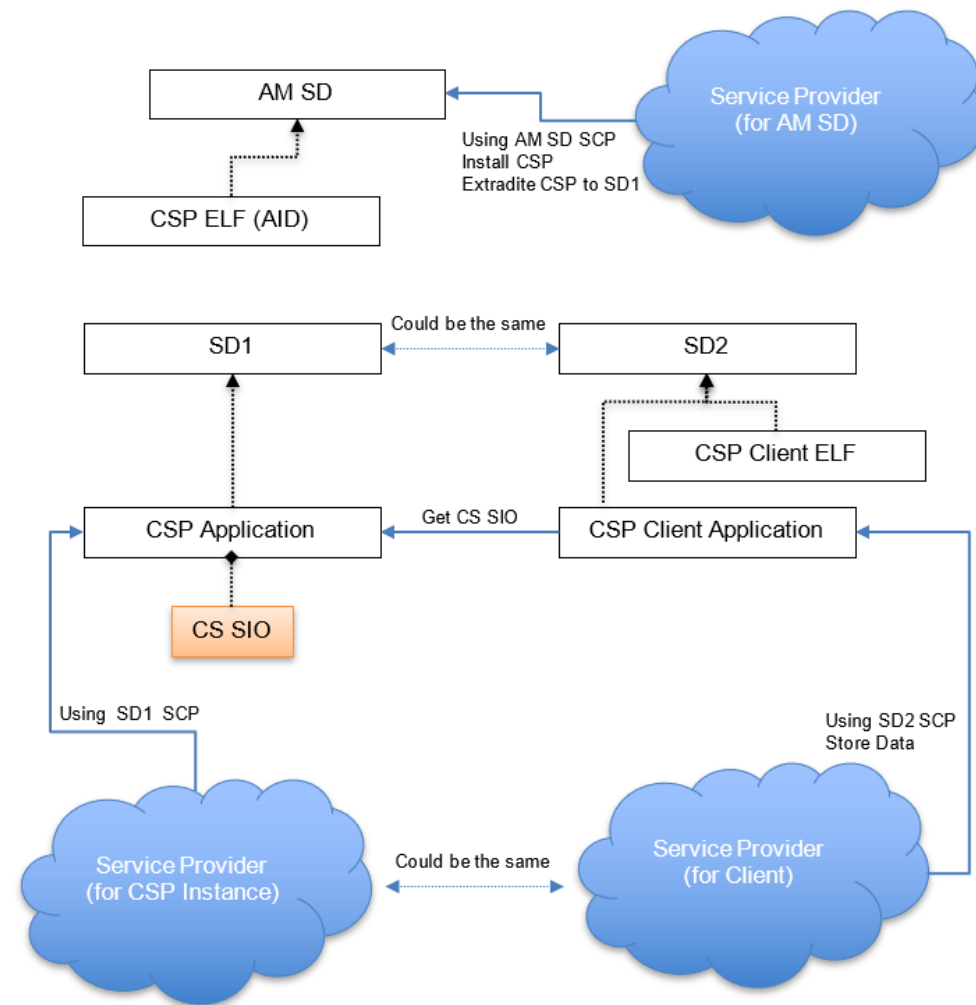 AM SD
Service Provider
(for AM SD)
Using AM SD SCP
Install CSP
Extradite CSP to SD1
CSP ELF (AID)
Could be the same
SD1
SD2
CSP Client ELF
CSP Application
Get CS SIO
CSP Client Application
CS SIO
Using SD1 SCP
Using SD2 SCP
Store Data
Service Provider
(for CSP Instance)
Could be the same
Service Provider
(for Client)